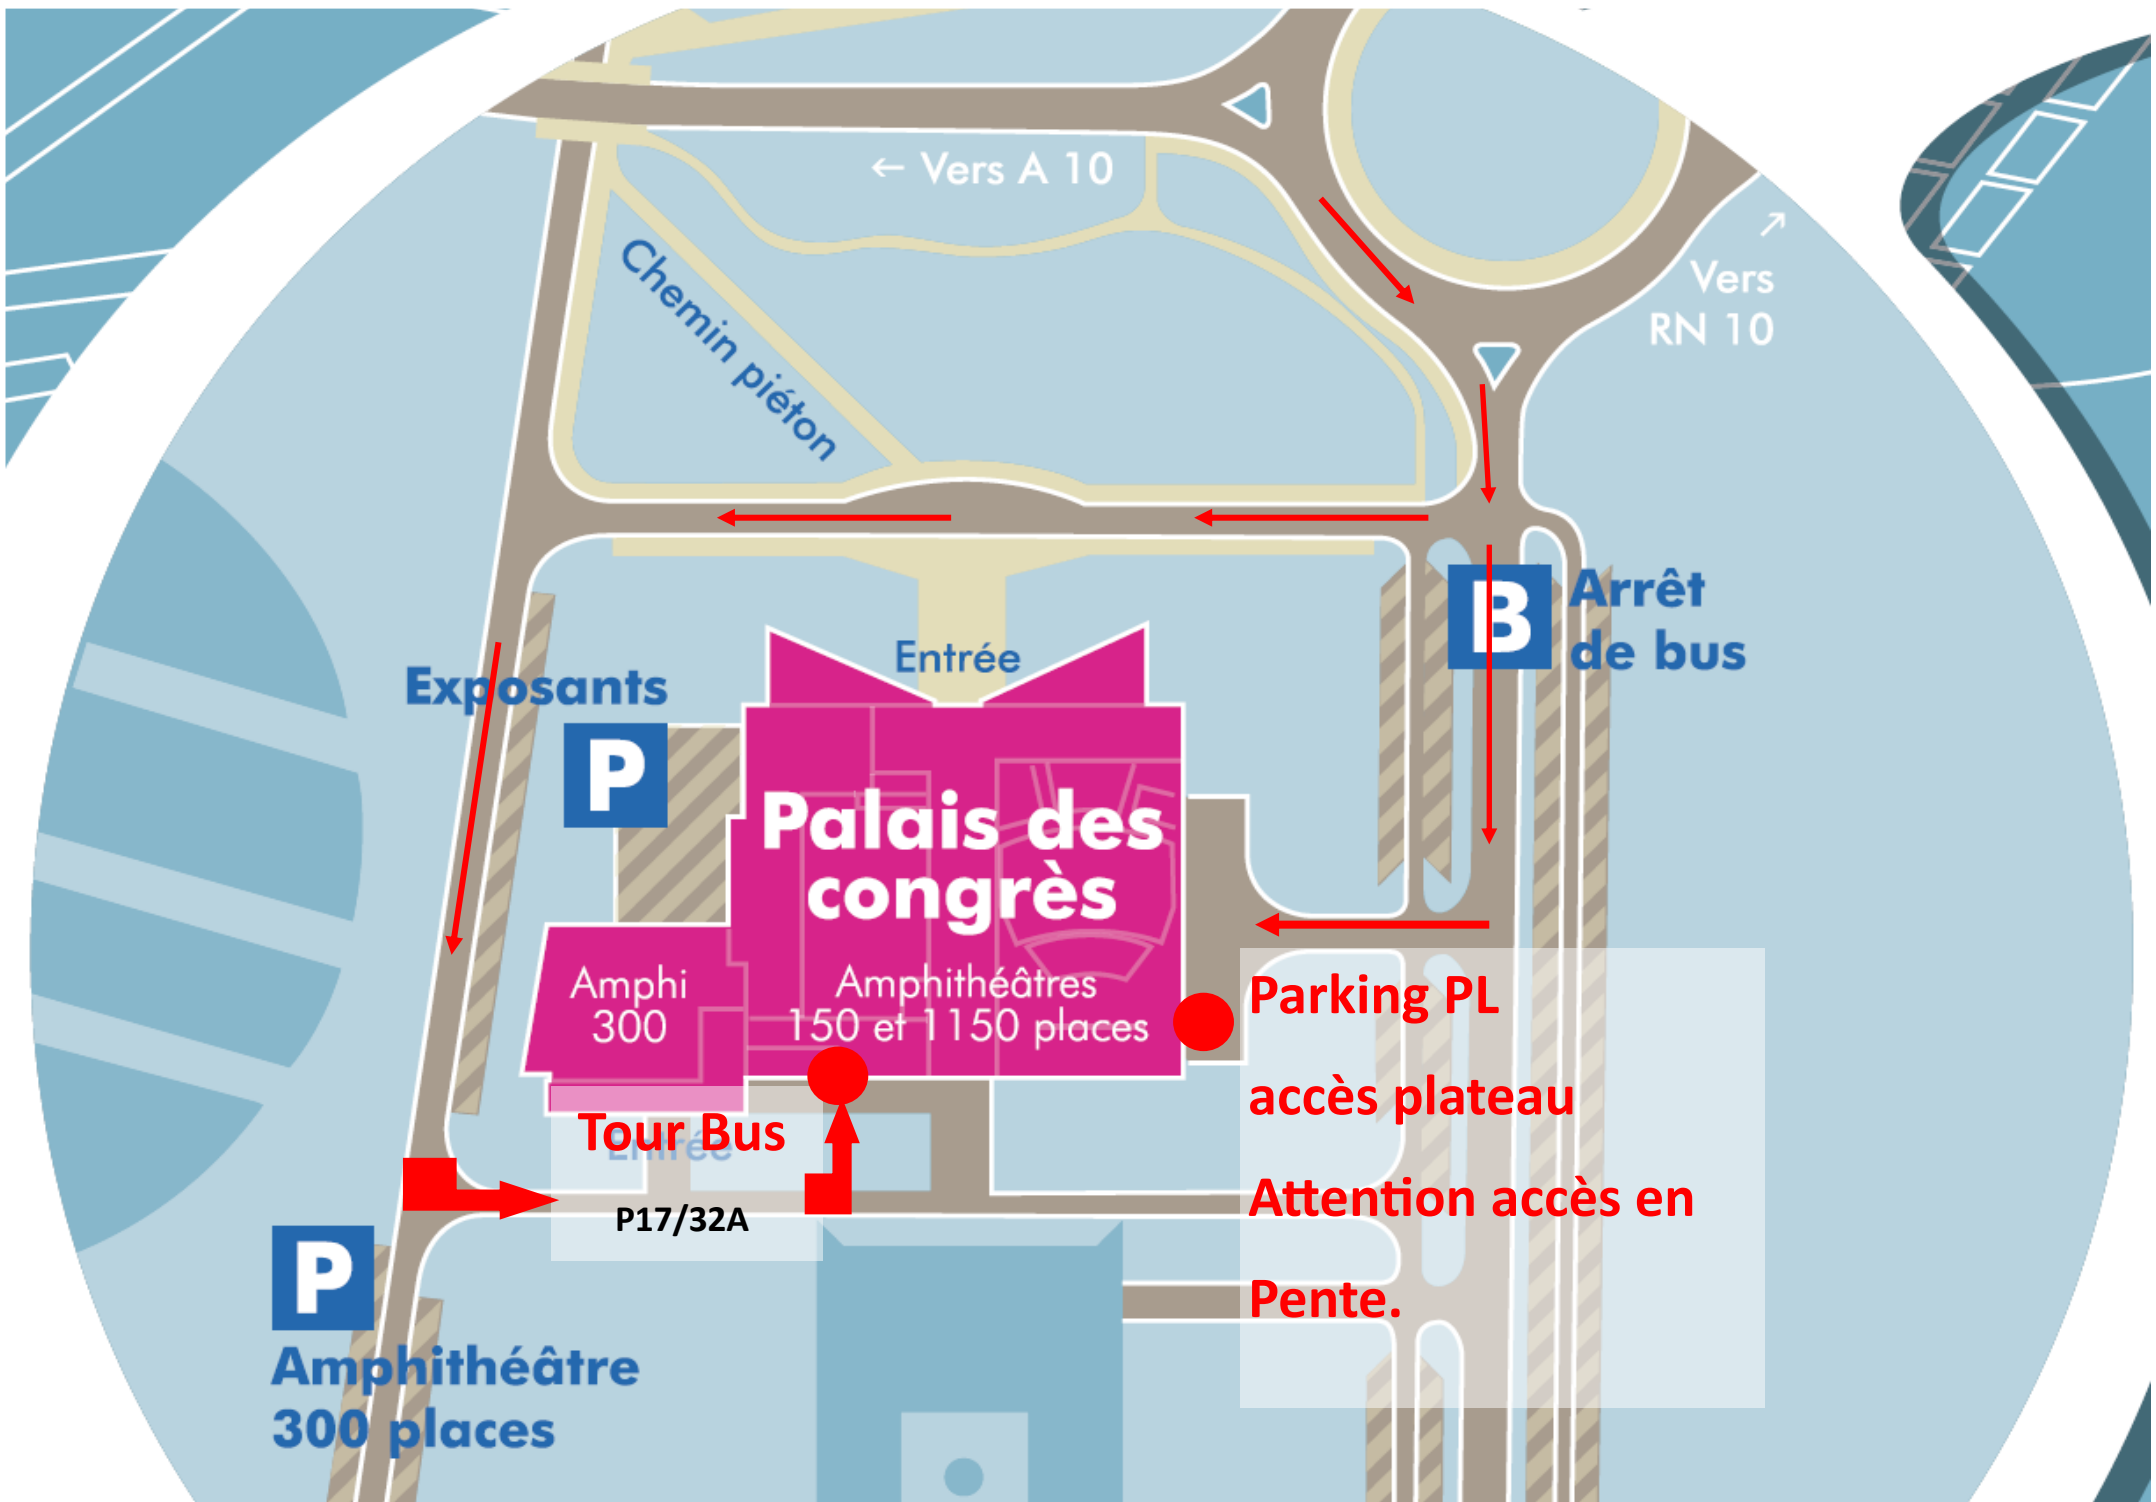 ← Vers A 10
↗
Vers
RN 10
Chemin piéton
B
Arrêt
de bus
Entrée
Exposants
P
Palais des
congrès
Amphi
300
Amphithéâtres
150 et 1150 places
Parking PL
accès plateau
Attention accès en
Pente.
Tour Bus
Entrée
P17/32A
P
Amphithéâtre
300 places